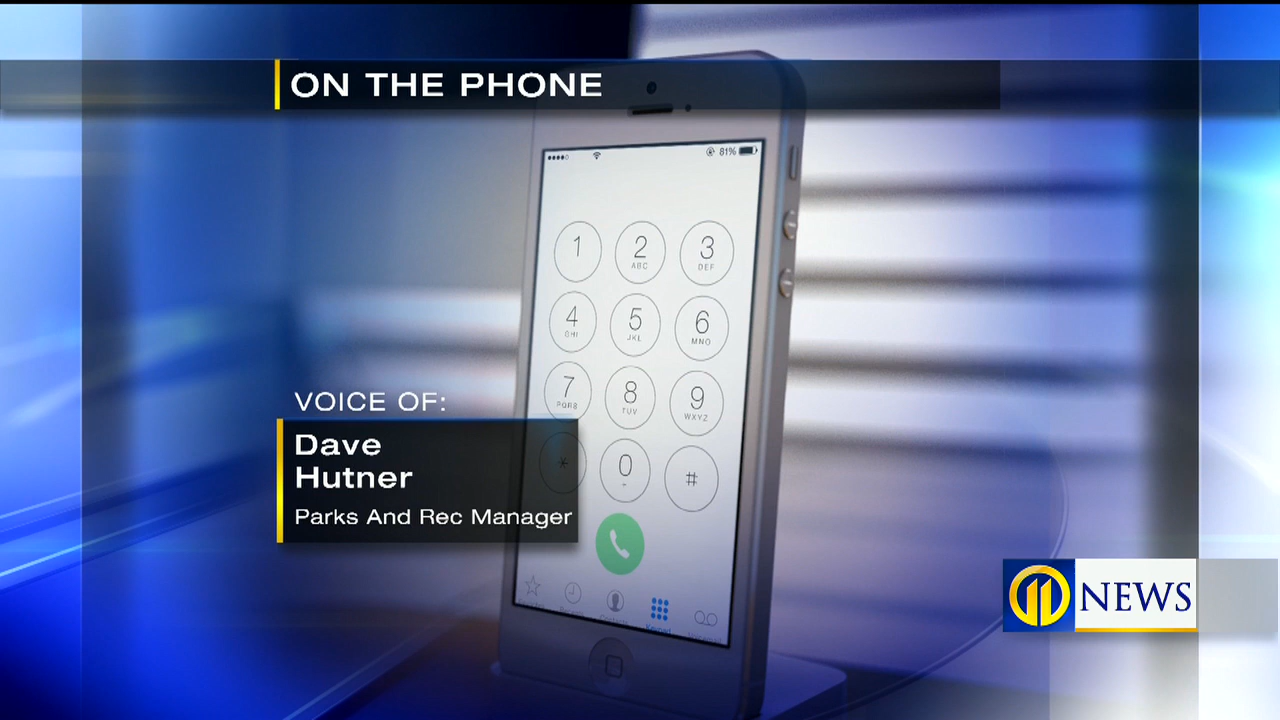 ON THE PHONE
81%
1
2
ABC
3
DEF
4
GHI
5
JKL
6
MNO
7
PQRS
8
TUV
9
WXYZ
*
0
#
VOICE OF:
Dave
Hutner
Parks And Rec Manager
Keypad
11 NEWS